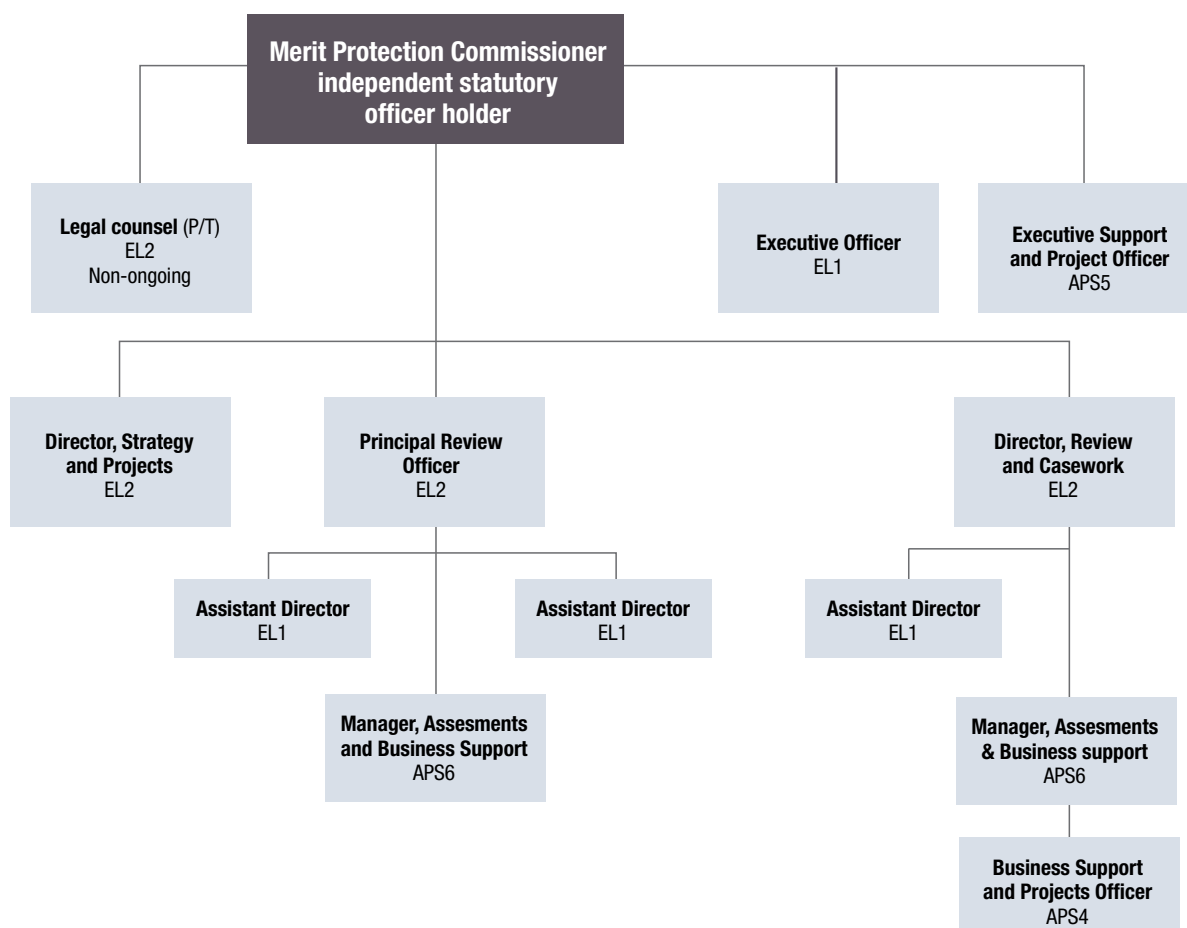 Merit Protection Commissioner
independent statutory
officer holder
Legal counsel (P/T)
EL2
Non-ongoing
Executive Officer
EL1
Executive Support
and Project Officer
APS5
Director, Strategy
and Projects
EL2
Principal Review
Officer
EL2
Director, Review
and Casework
EL2
Assistant Director
EL1
Assistant Director
EL1
Assistant Director
EL1
Manager, Assesments
and Business Support
APS6
Manager, Assesments
& Business support
APS6
Business Support
and Projects Officer
APS4